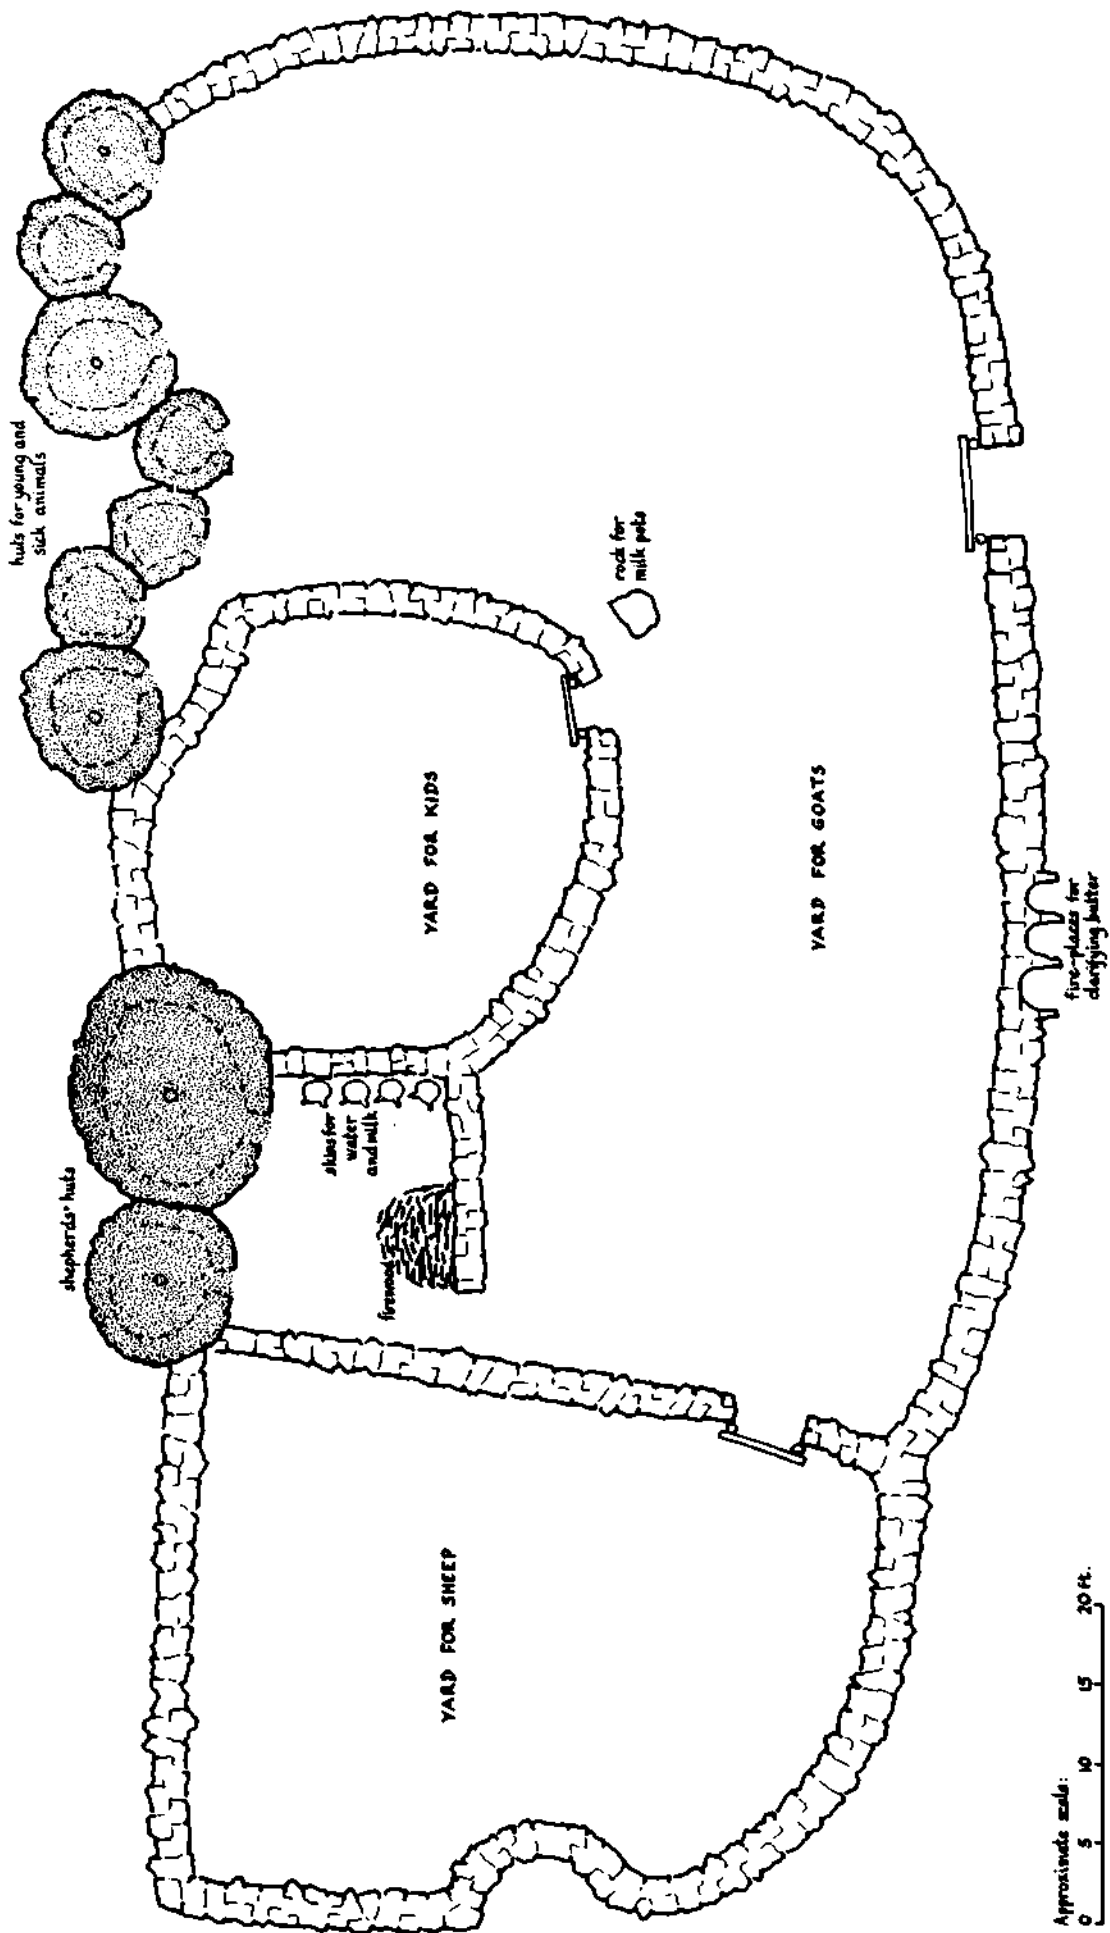 huts for young and
sick animals
shepherds' huts
skins for
water
and milk
firewood
rock for
milk pots
YARD FOR KIDS
YARD FOR GOATS
YARD FOR SHEEP
fire-places for
clarifying butter
Approximate scale:
0 5 10 15 20 ft.